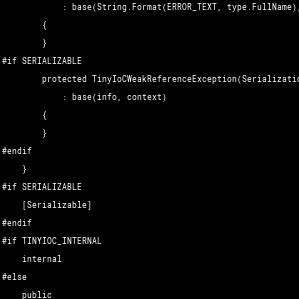 : base(String.Format(ERROR_TEXT, type.FullName),
{
}
#if SERIALIZABLE
protected TinyIoCWeakReferenceException(Serializatio
: base(info, context)
{
}
#endif
}
#if SERIALIZABLE
[Serializable]
#endif
#if TINYIOC_INTERNAL
internal
#else
public